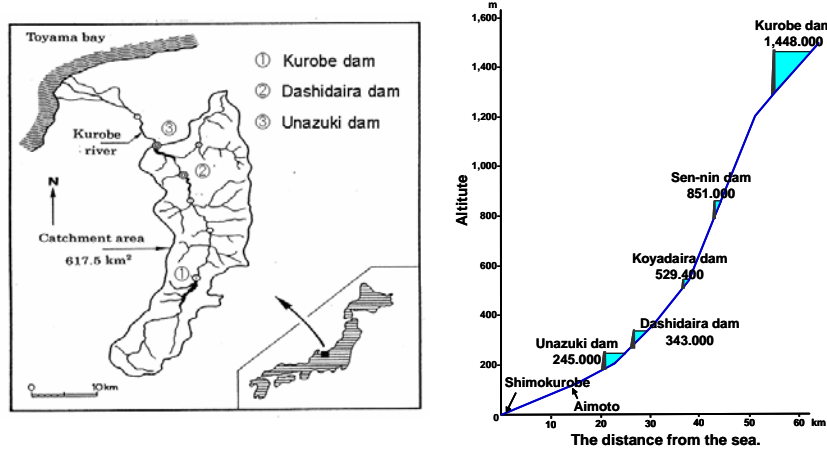 Toyama bay
① Kurobe dam
② Dashidaira dam
③ Unazuki dam
③
Kurobe
river
②
N
Catchment area
617.5 km²
①
0 10km
m
1,600
1,400
1,200
1,000
800
600
400
200
0
Altitute
Kurobe dam
1,448.000
Sen-nin dam
851.000
Koyadaira dam
529.400
Dashidaira dam
343.000
Unazuki dam
245.000
Shimokurobe
Aimoto
10 20 30 40 50 60 km
The distance from the sea.